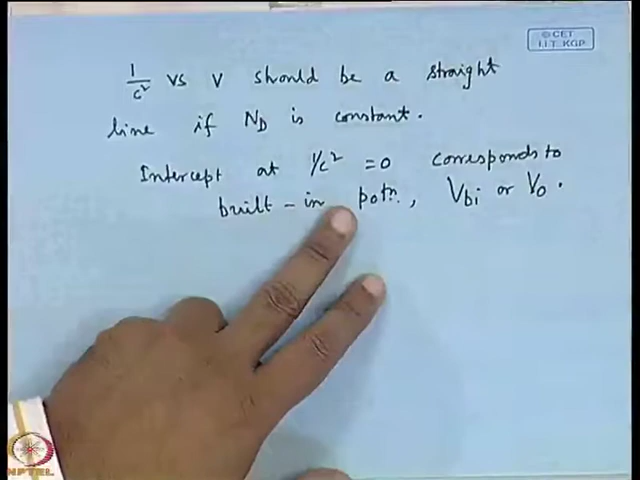 © CET
I.I.T. KGP
1/c² vs V should be a straight
line if N_D is constant.
Intercept at 1/c² = 0 corresponds to
built-in potn., V_bi or V_0.
NPTEL